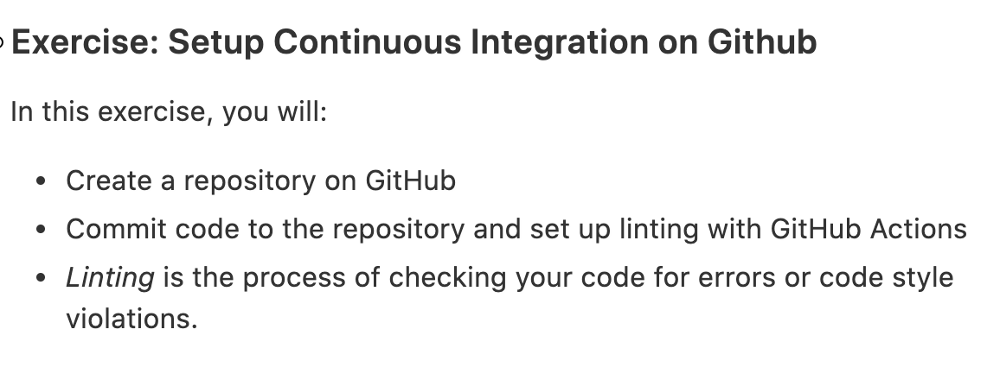 Exercise: Setup Continuous Integration on Github
In this exercise, you will:
• Create a repository on GitHub
• Commit code to the repository and set up linting with GitHub Actions
• Linting is the process of checking your code for errors or code style
violations.